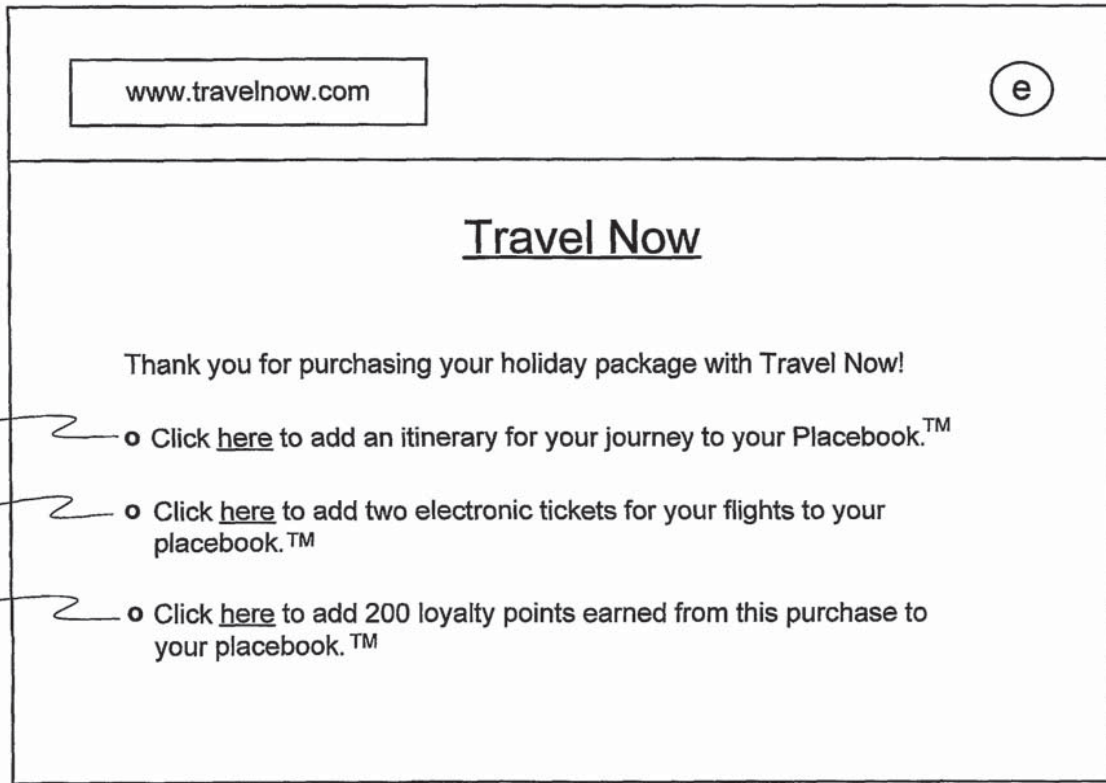 www.travelnow.com
e
Travel Now
Thank you for purchasing your holiday package with Travel Now!
o Click here to add an itinerary for your journey to your Placebook.™
o Click here to add two electronic tickets for your flights to your
placebook.™
o Click here to add 200 loyalty points earned from this purchase to
your placebook. ™